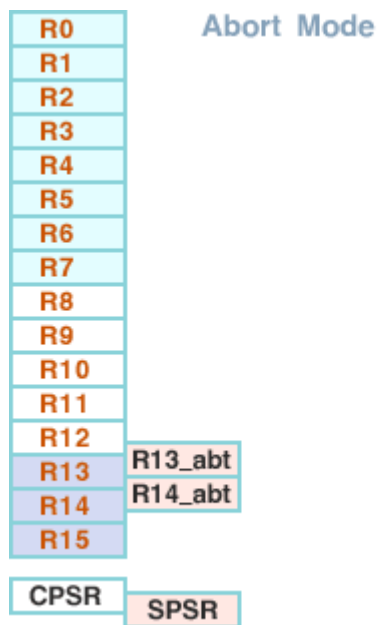 Abort Mode
R0
R1
R2
R3
R4
R5
R6
R7
R8
R9
R10
R11
R12
R13
R13_abt
R14
R14_abt
R15
CPSR
SPSR